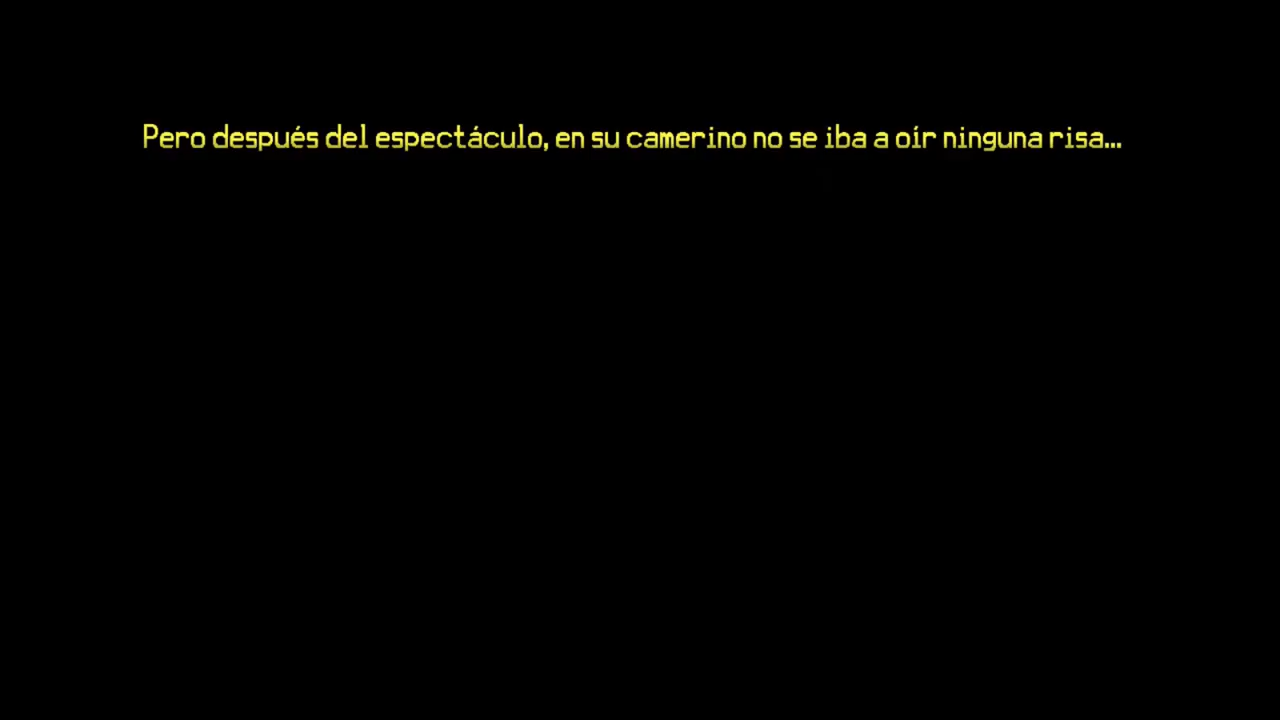 Pero después del espectáculo, en su camerino no se iba a oír ninguna risa...